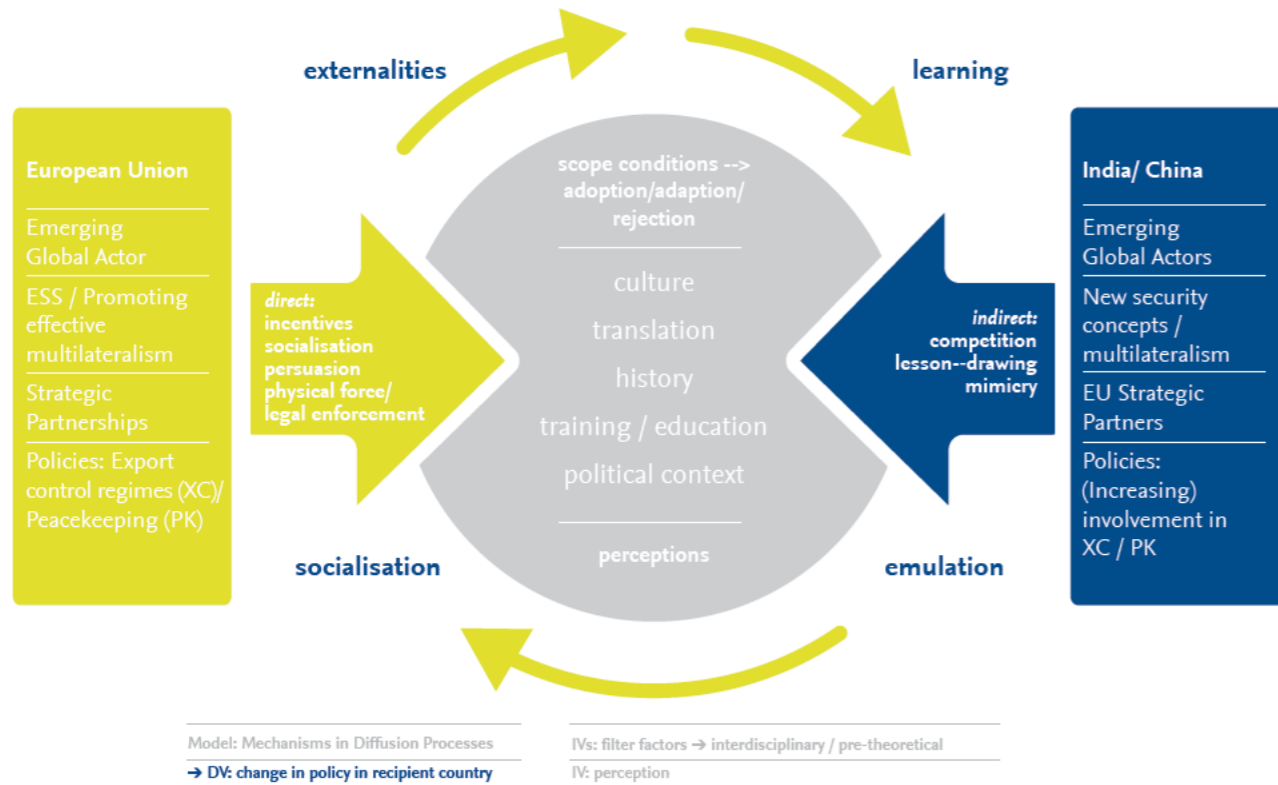 externalities
learning
European Union
Emerging
Global Actor
ESS / Promoting
effective
multilateralism
Strategic
Partnerships
Policies: Export
control regimes (XC)/
Peacekeeping (PK)
direct:
incentives
socialisation
persuasion
physical force/
legal enforcement
scope conditions -->
adoption/adaption/
rejection
culture
translation
history
training / education
political context
perceptions
indirect:
competition
lesson--drawing
mimicry
India/ China
Emerging
Global Actors
New security
concepts /
multilateralism
EU Strategic
Partners
Policies:
(Increasing)
involvement in
XC / PK
socialisation
emulation
Model: Mechanisms in Diffusion Processes
➔ DV: change in policy in recipient country
IVs: filter factors ➔ interdisciplinary / pre-theoretical
IV: perception